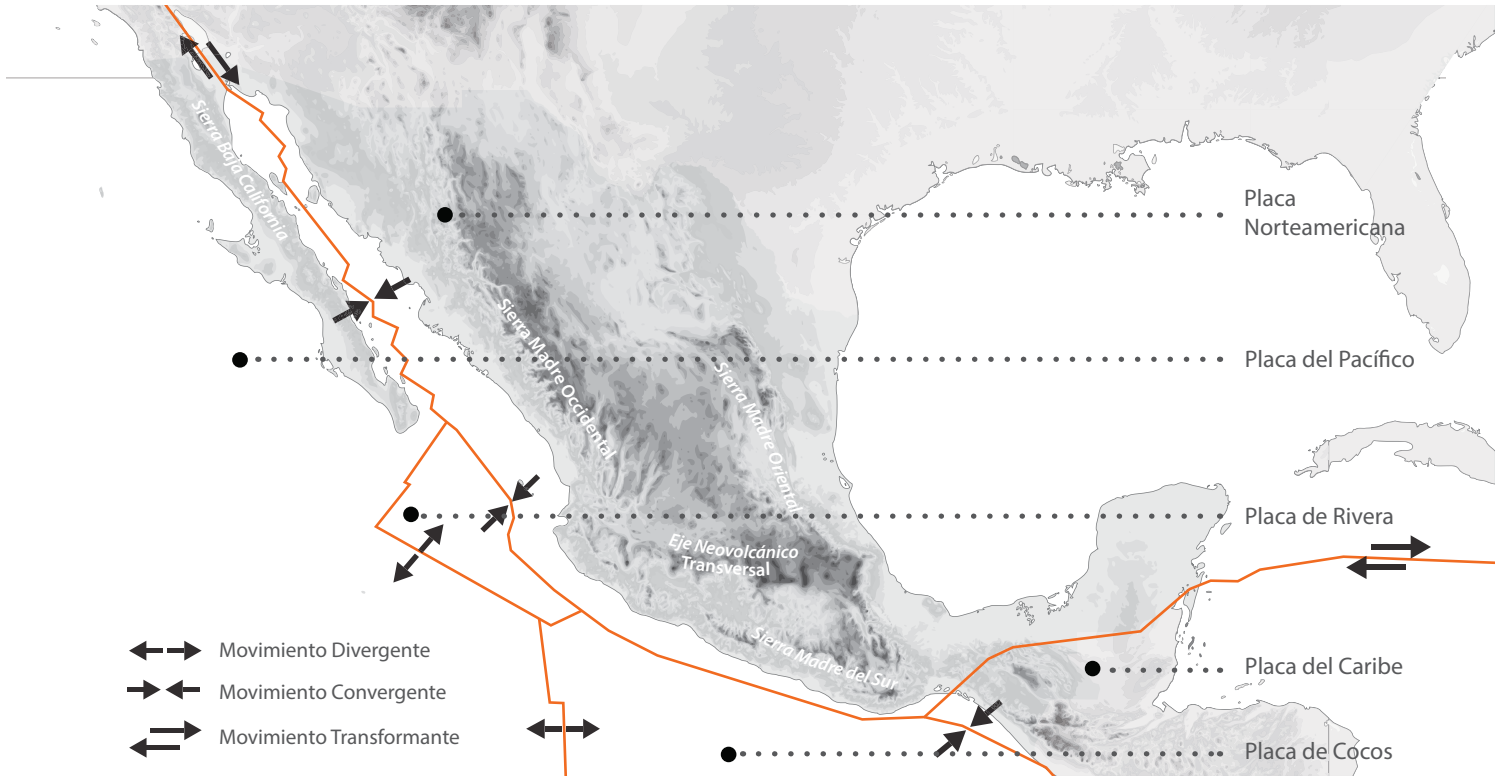 Sierra Baja California
Placa
Norteamericana
Sierra Madre Occidental
Placa del Pacífico
Sierra Madre Oriental
Placa de Rivera
Eje Neovolcánico
Transversal
Sierra Madre del Sur
Placa del Caribe
Placa de Cocos
Movimiento Divergente
Movimiento Convergente
Movimiento Transformante